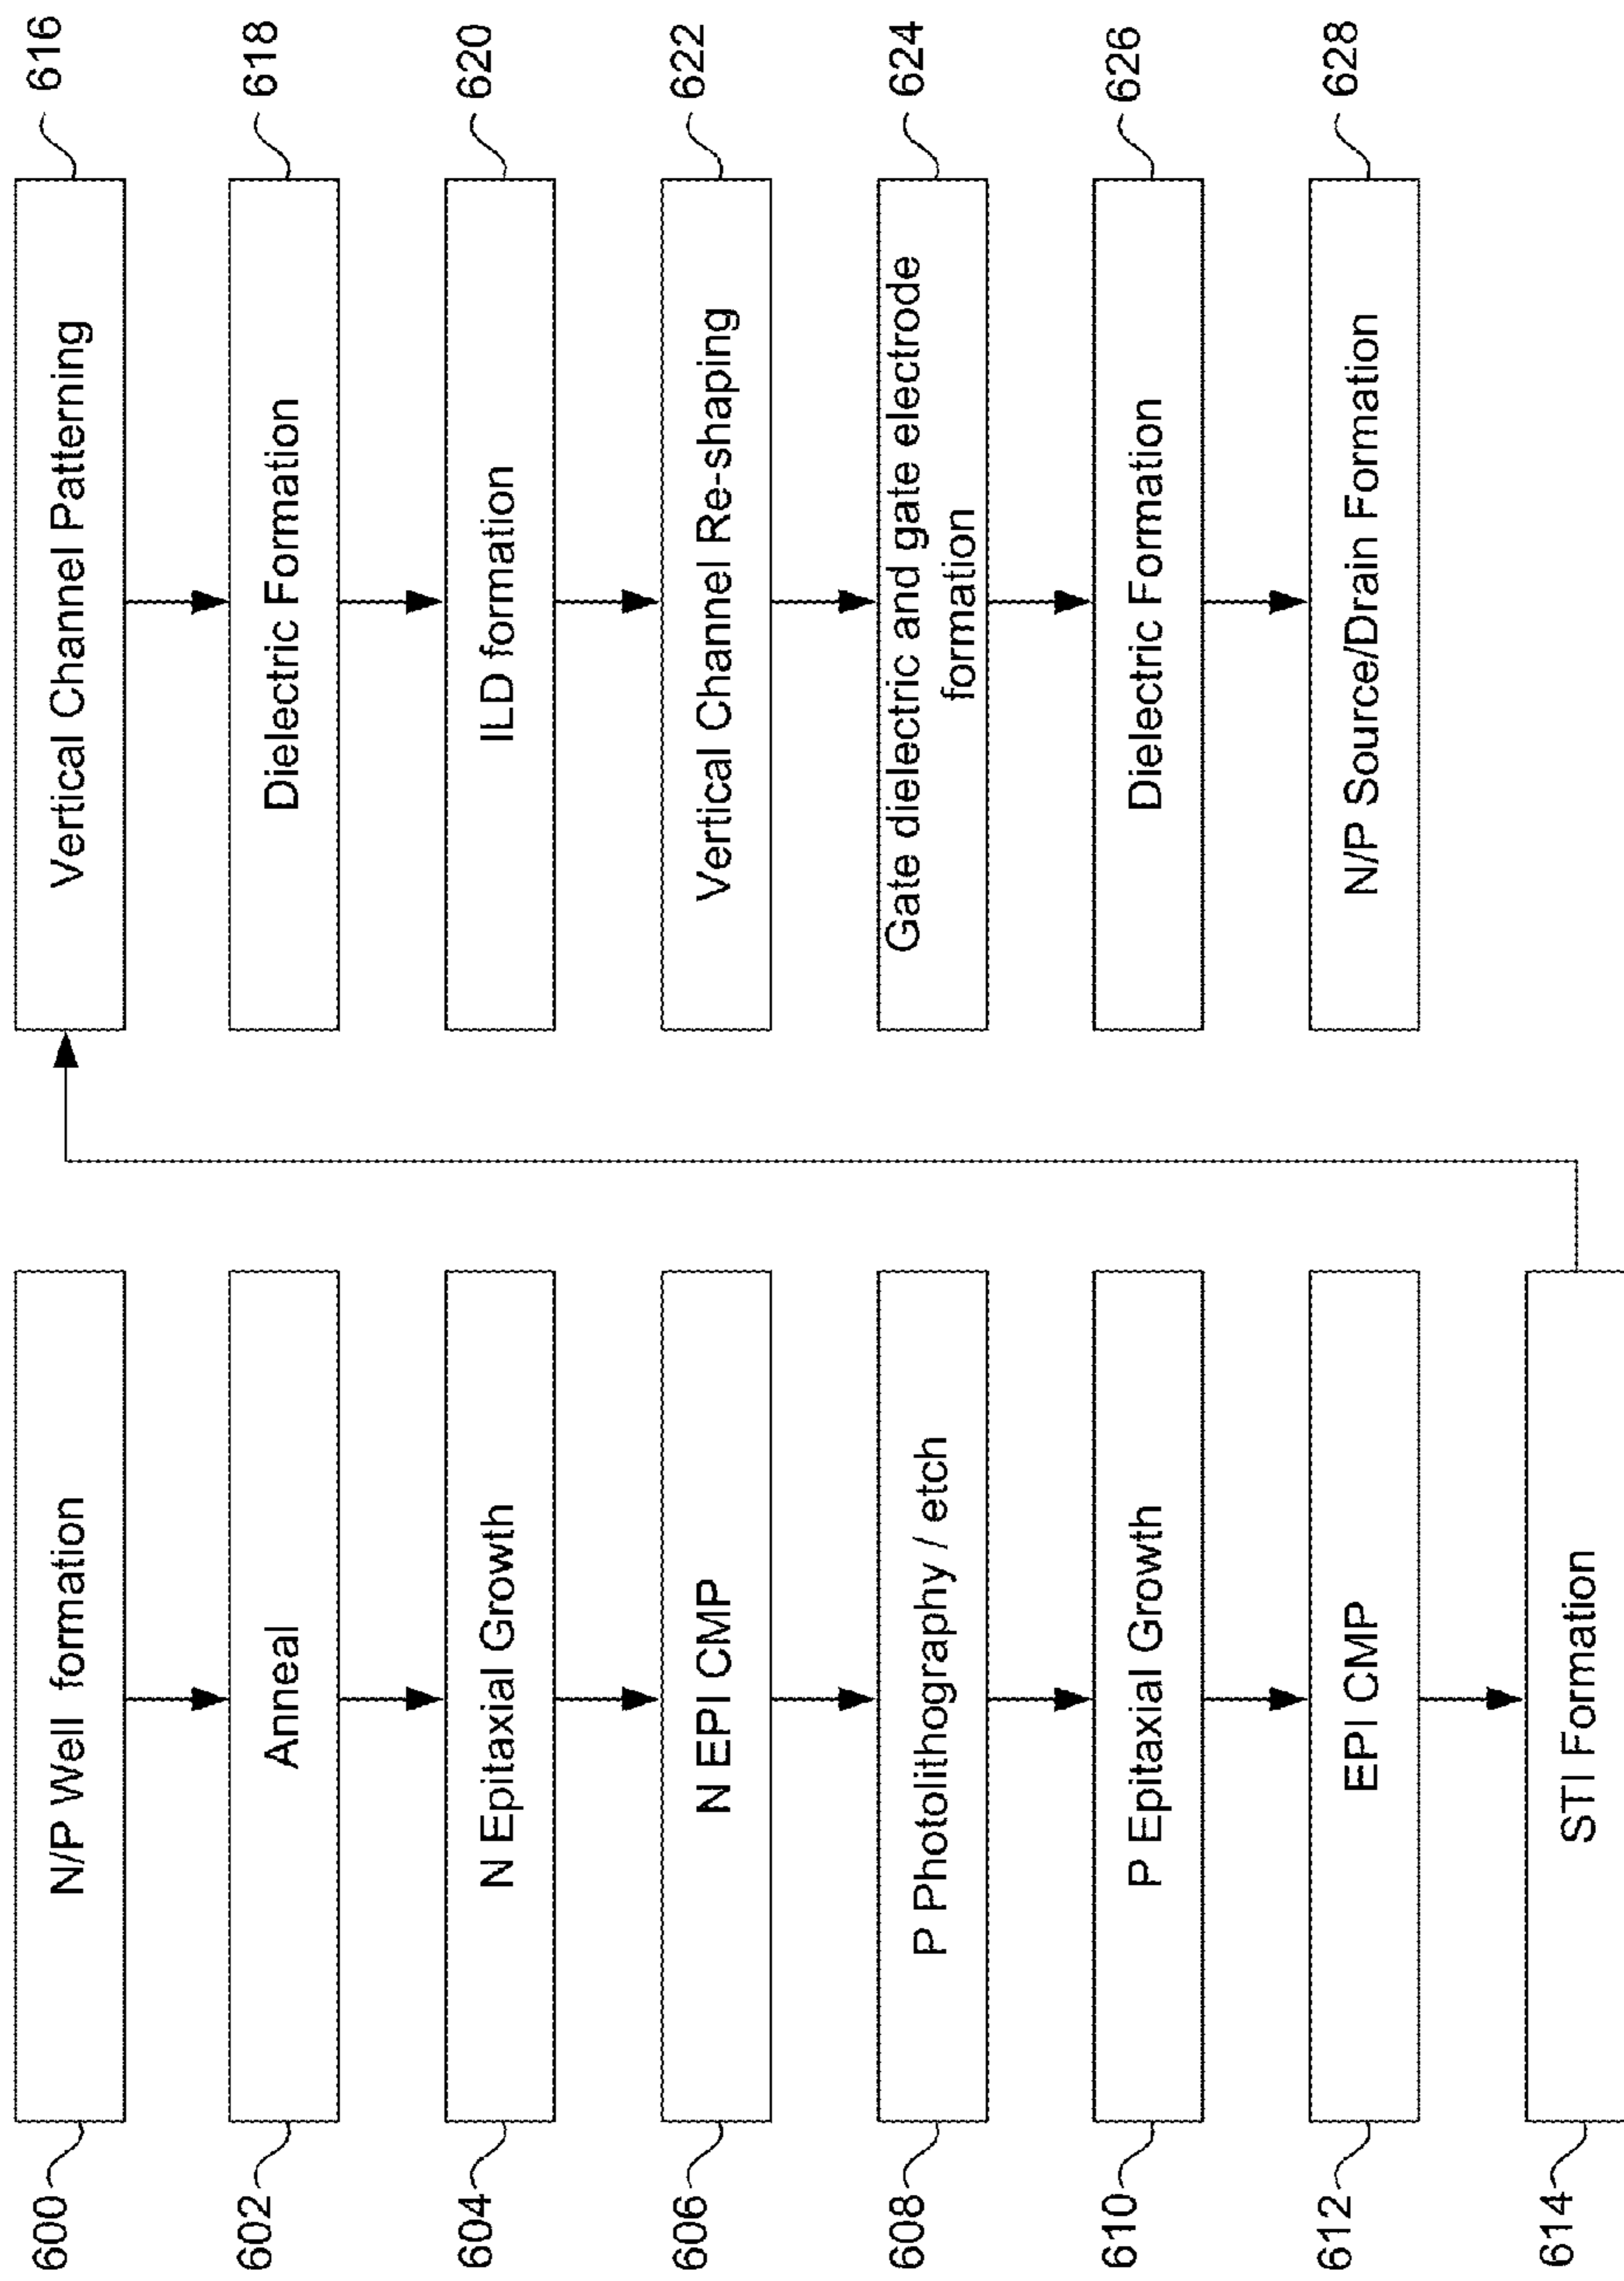 600
N/P Well formation
602
Anneal
604
N Epitaxial Growth
606
N EPI CMP
608
P Photolithography / etch
610
P Epitaxial Growth
612
EPI CMP
614
STI Formation
Vertical Channel Patterning
616
Dielectric Formation
618
ILD formation
620
Vertical Channel Re-shaping
622
Gate dielectric and gate electrode
formation
624
Dielectric Formation
626
N/P Source/Drain Formation
628